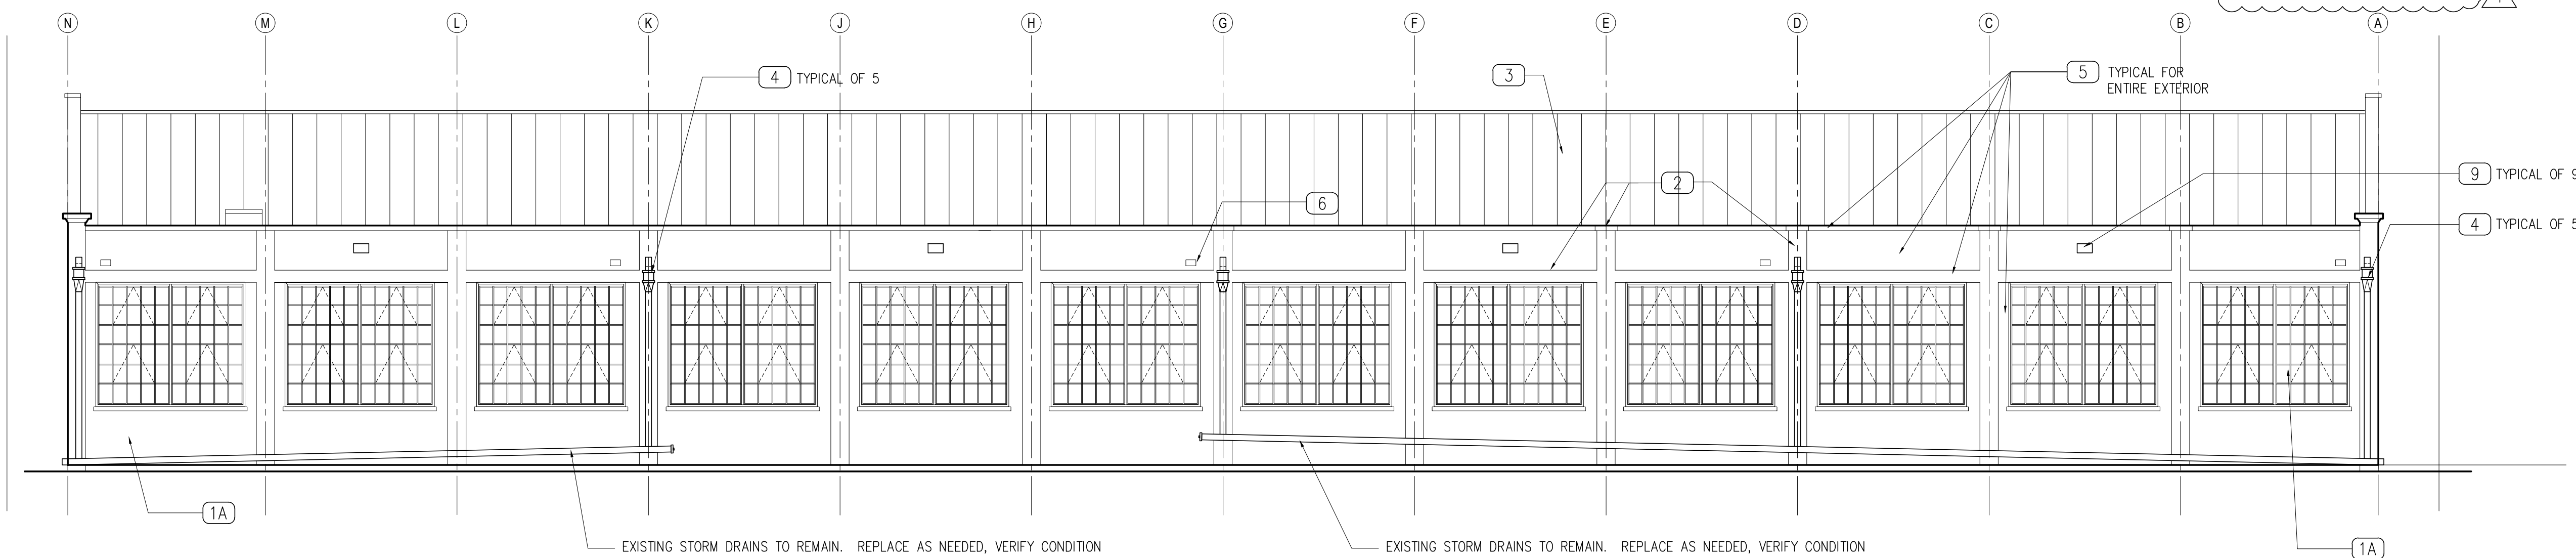 N M L K J H G F E D C B A
4 TYPICAL OF 5
3
5 TYPICAL FOR
ENTIRE EXTERIOR
2
9 TYPICAL OF 9
6
4 TYPICAL OF 5
1A
EXISTING STORM DRAINS TO REMAIN. REPLACE AS NEEDED, VERIFY CONDITION
EXISTING STORM DRAINS TO REMAIN. REPLACE AS NEEDED, VERIFY CONDITION
1A